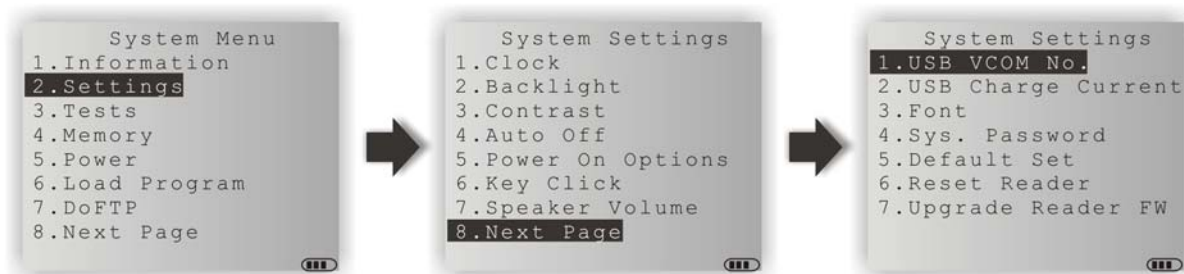 System Menu
1.Information
2.Settings
3.Tests
4.Memory
5.Power
6.Load Program
7.DoFTP
8.Next Page
System Settings
1.Clock
2.Backlight
3.Contrast
4.Auto Off
5.Power On Options
6.Key Click
7.Speaker Volume
8.Next Page
System Settings
1.USB VCOM No.
2.USB Charge Current
3.Font
4.Sys. Password
5.Default Set
6.Reset Reader
7.Upgrade Reader FW